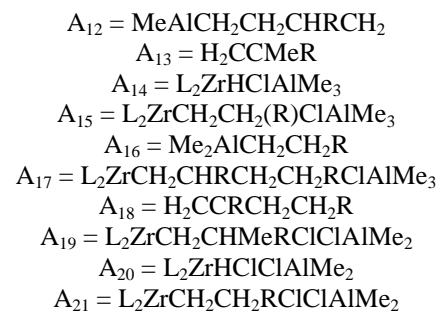 A₁₂ = MeAlCH₂CH₂CHRCH₂
A₁₃ = H₂CCMeR
A₁₄ = L₂ZrHClAlMe₃
A₁₅ = L₂ZrCH₂CH₂(R)ClAlMe₃
A₁₆ = Me₂AlCH₂CH₂R
A₁₇ = L₂ZrCH₂CHRCH₂CH₂RClAlMe₃
A₁₈ = H₂CCRCH₂CH₂R
A₁₉ = L₂ZrCH₂CHMeRClClAlMe₂
A₂₀ = L₂ZrHClClAlMe₂
A₂₁ = L₂ZrCH₂CH₂RClClAlMe₂